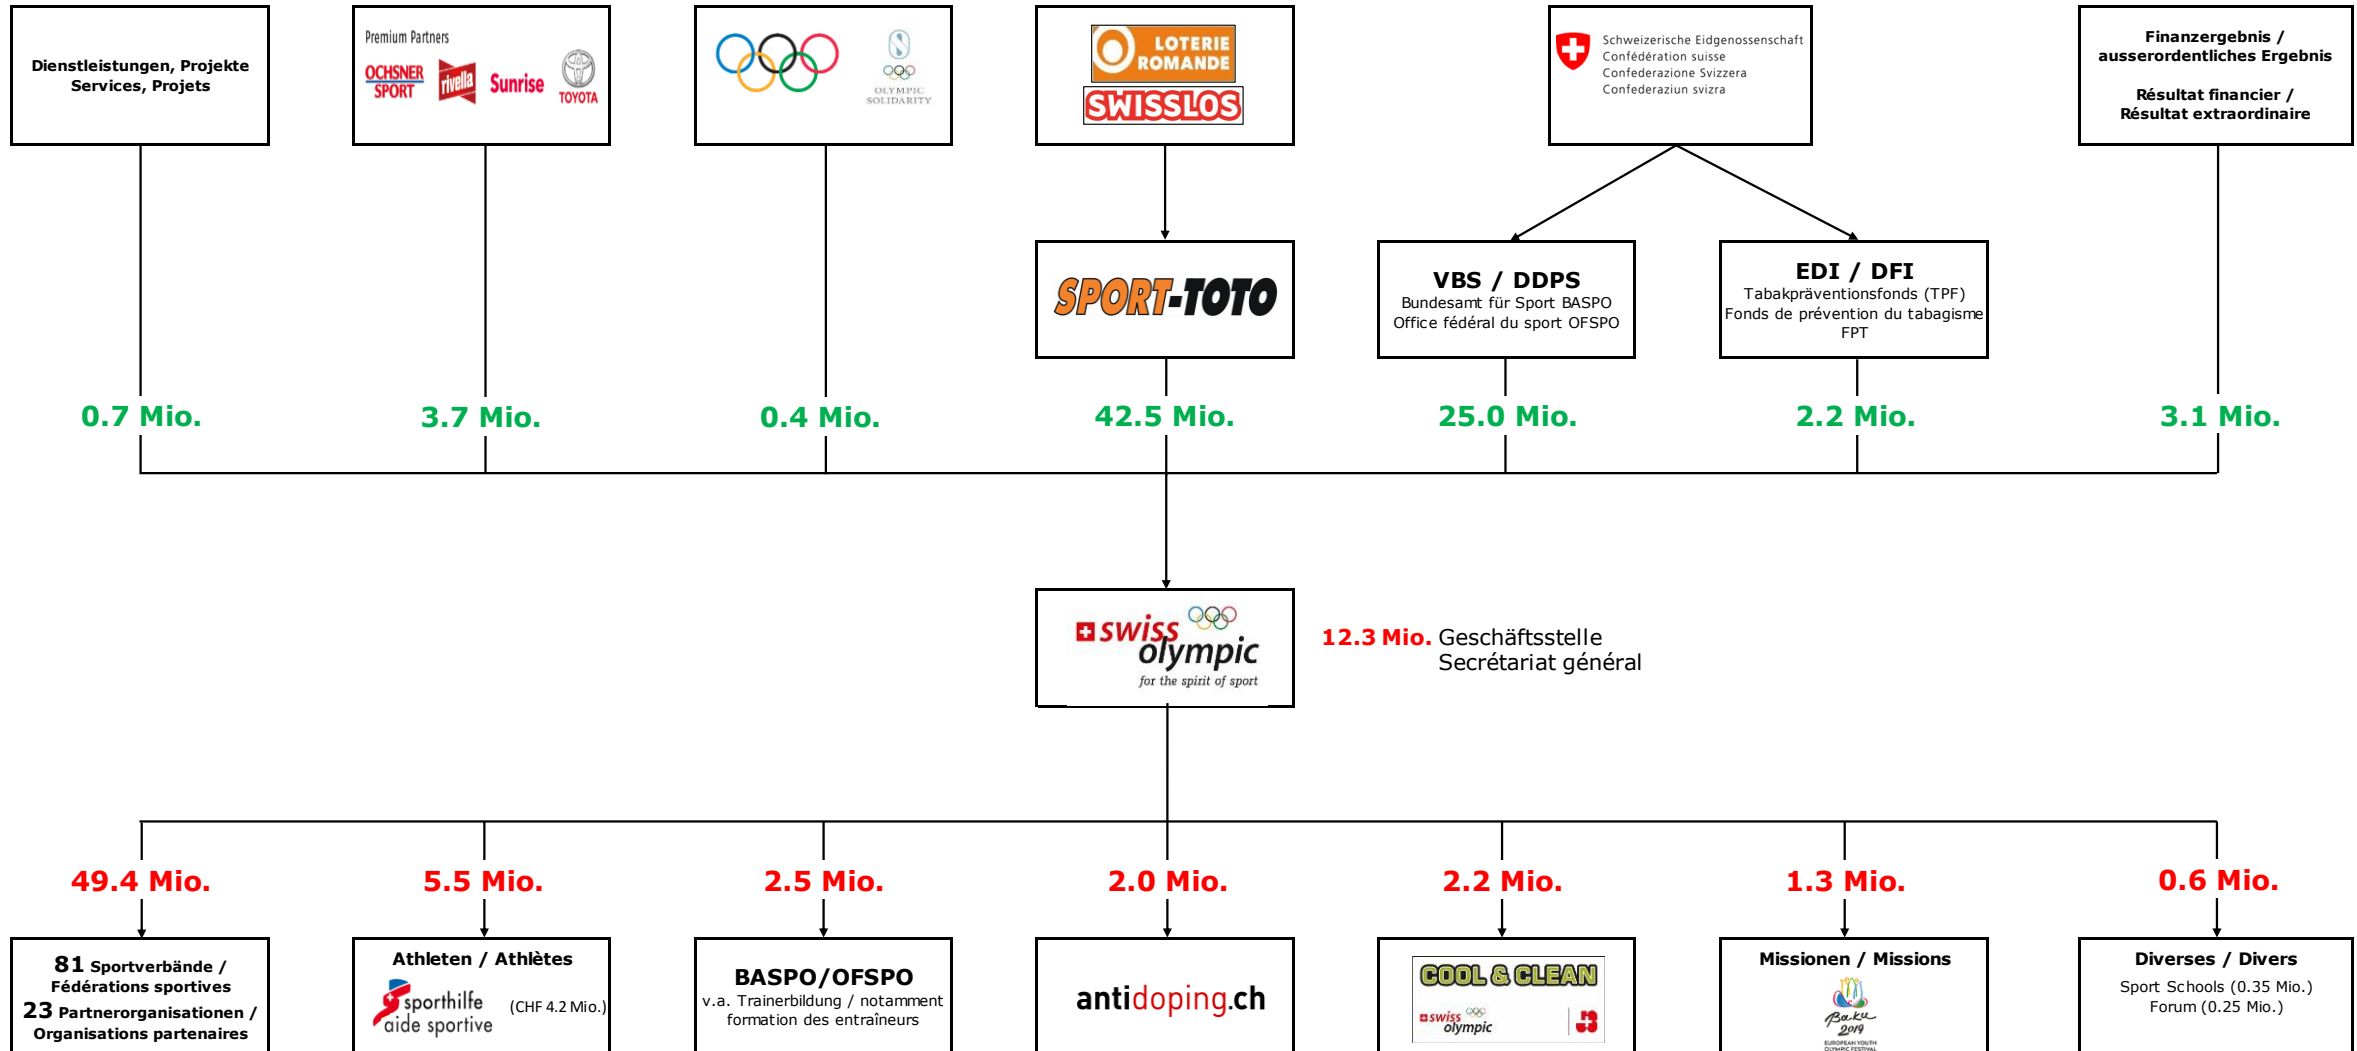 Dienstleistungen, Projekte
Services, Projets
Premium Partners
OCHSNER
SPORT
rivella
Sunrise
TOYOTA
OLYMPIC
SOLIDARITY
LOTERIE
ROMANDE
SWISSLOS
Schweizerische Eidgenossenschaft
Confédération suisse
Confederazione Svizzera
Confederaziun svizra
Finanzergebnis /
ausserordentliches Ergebnis
Résultat financier /
Résultat extraordinaire
SPORT-TOTO
VBS / DDPS
Bundesamt für Sport BASPO
Office fédéral du sport OFSPO
EDI / DFI
Tabakpräventionsfonds (TPF)
Fonds de prévention du tabagisme
FPT
0.7 Mio.
3.7 Mio.
0.4 Mio.
42.5 Mio.
25.0 Mio.
2.2 Mio.
3.1 Mio.
swiss
olympic
for the spirit of sport
12.3 Mio. Geschäftsstelle
Secrétariat général
49.4 Mio.
5.5 Mio.
2.5 Mio.
2.0 Mio.
2.2 Mio.
1.3 Mio.
0.6 Mio.
81 Sportverbände /
Fédérations sportives
23 Partnerorganisationen /
Organisations partenaires
Athleten / Athlètes
sporthilfe
aide sportive
(CHF 4.2 Mio.)
BASPO/OFSPO
v.a. Trainerbildung / notamment
formation des entraîneurs
antidoping.ch
COOL & CLEAN
swiss
olympic
Missionen / Missions
Baku
2019
EUROPEAN YOUTH
OLYMPIC FESTIVAL
Diverses / Divers
Sport Schools (0.35 Mio.)
Forum (0.25 Mio.)